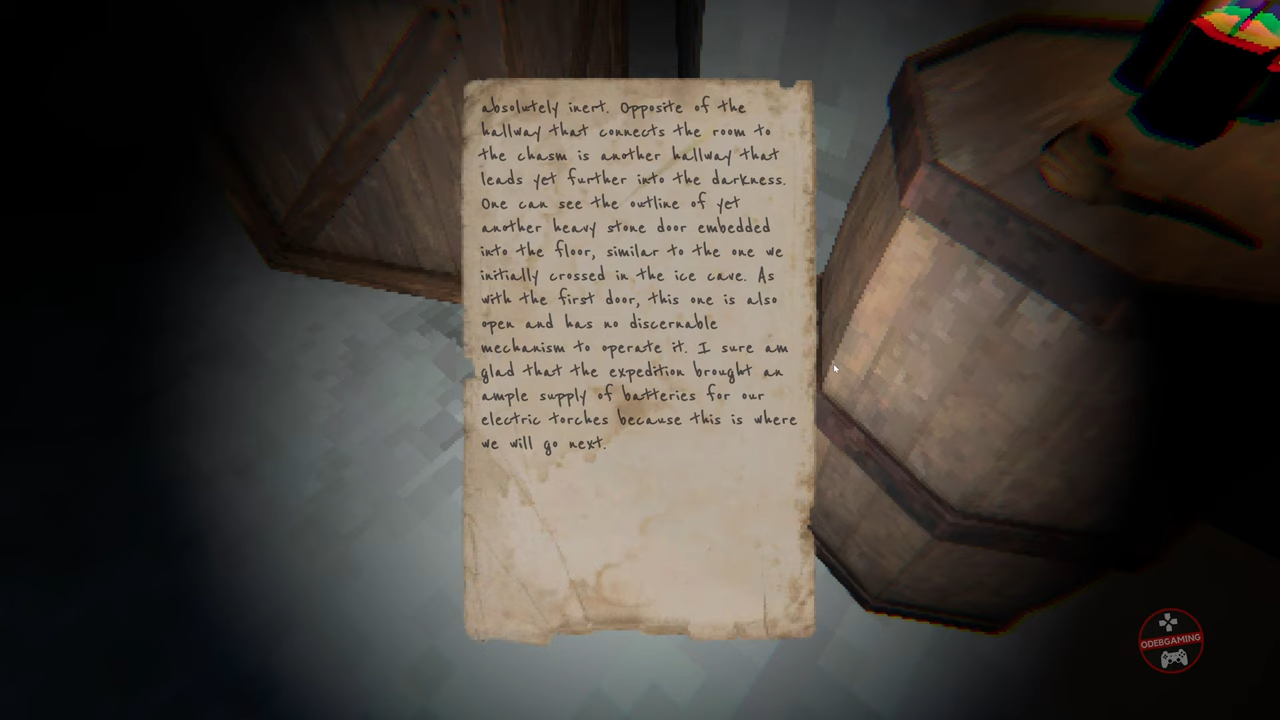 absolutely inert. Opposite of the
hallway that connects the room to
the chasm is another hallway that
leads yet further into the darkness.
One can see the outline of yet
another heavy stone door embedded
into the floor, similar to the one we
initially crossed in the ice cave. As
with the first door, this one is also
open and has no discernable
mechanism to operate it. I sure am
glad that the expedition brought an
ample supply of batteries for our
electric torches because this is where
we will go next.
ODEBGAMING